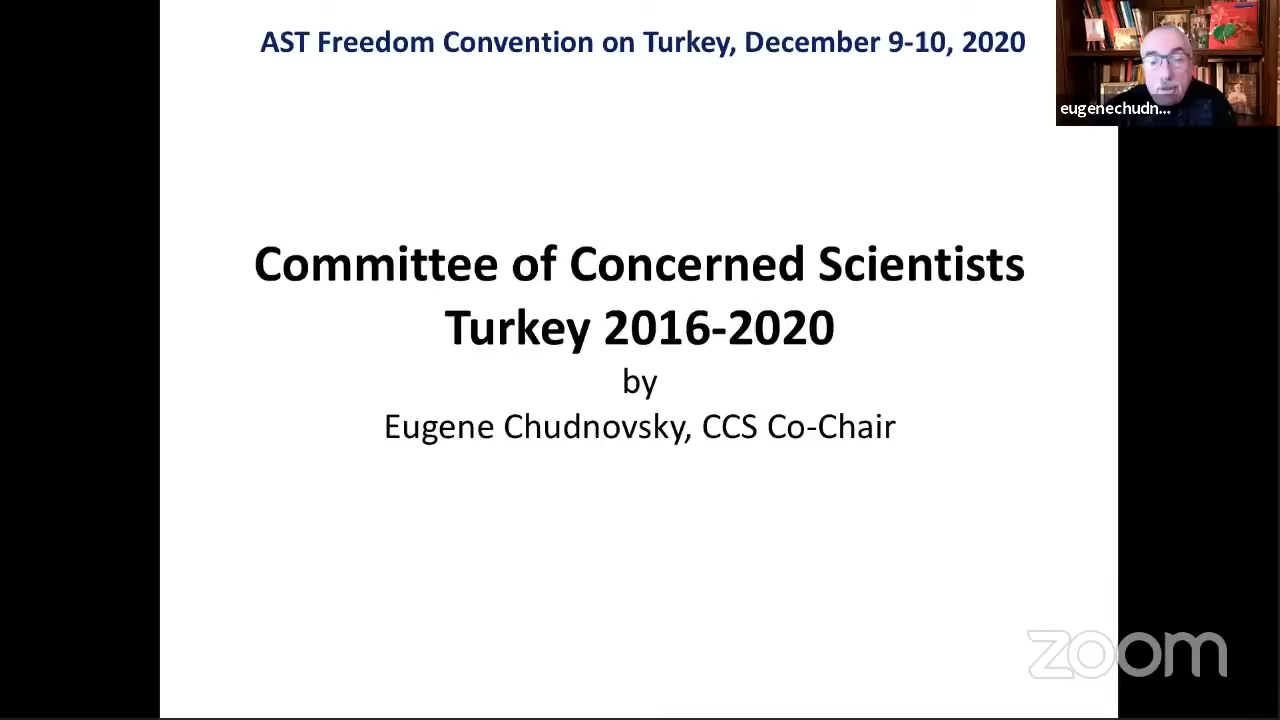 AST Freedom Convention on Turkey, December 9-10, 2020
eugenechudn...
Committee of Concerned Scientists
Turkey 2016-2020
by
Eugene Chudnovsky, CCS Co-Chair
zoom